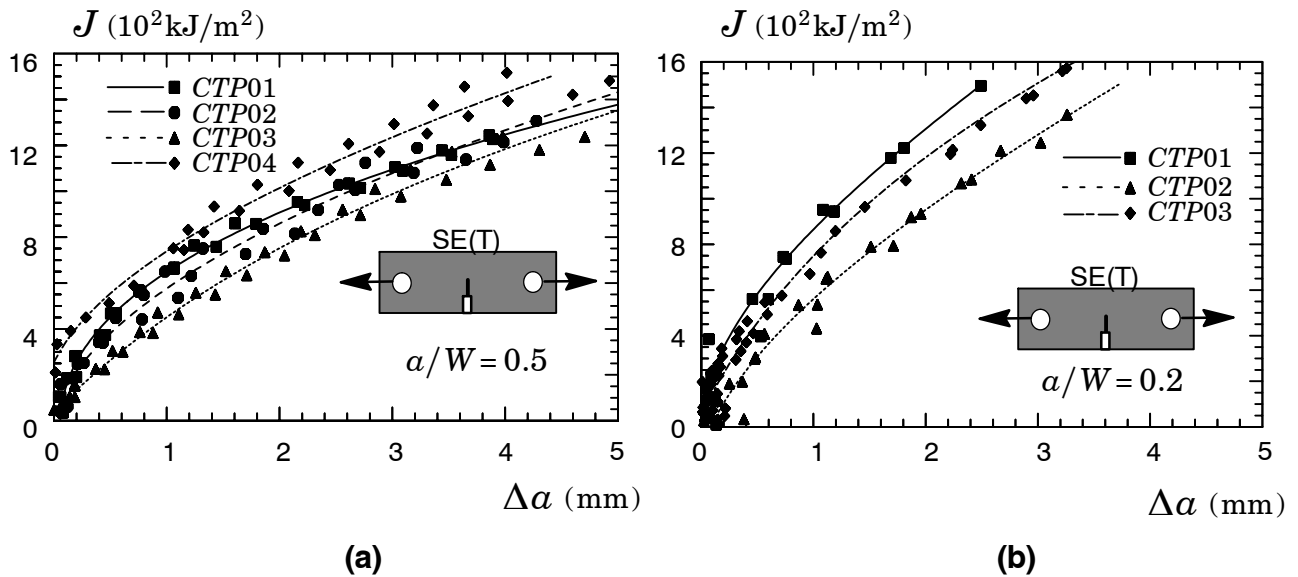 J (10²kJ/m²)
16
12
8
4
0
CTP01
CTP02
CTP03
CTP04
SE(T)
a/W = 0.5
0 1 2 3 4 5
Δa (mm)
(a)
J (10²kJ/m²)
16
12
8
4
0
CTP01
CTP02
CTP03
SE(T)
a/W = 0.2
0 1 2 3 4 5
Δa (mm)
(b)